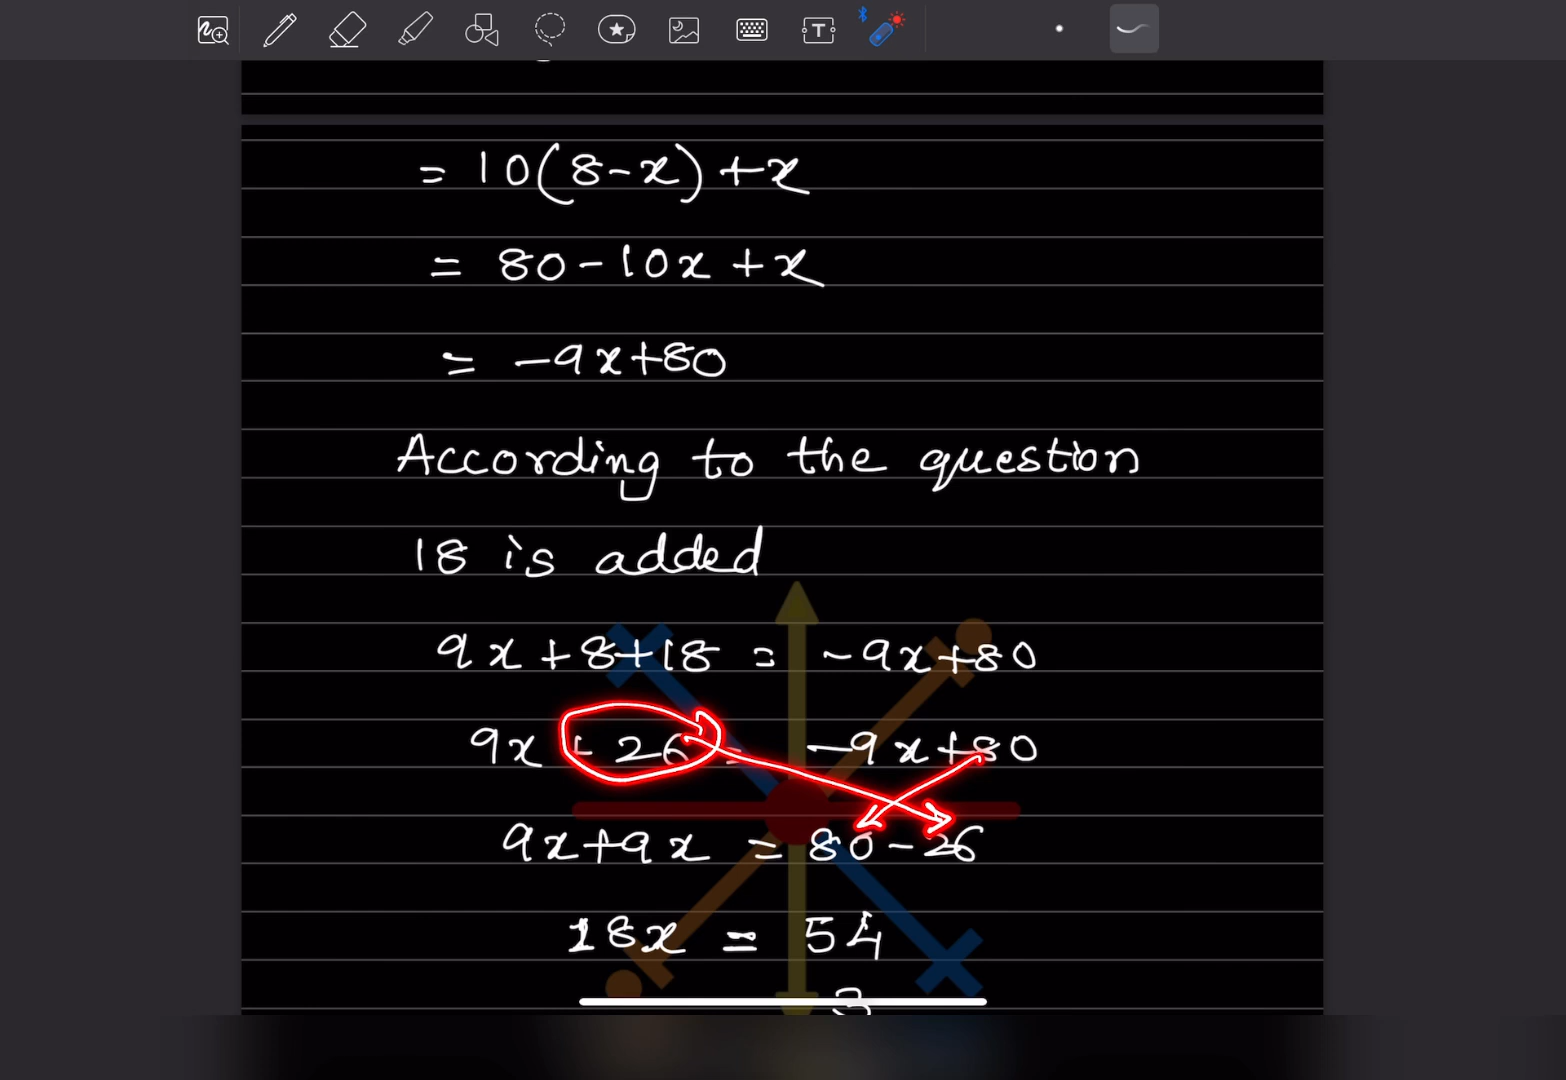 = 10(8-x)+x
= 80-10x+x
= -9x+80
According to the question
18 is added
9x+8+18 = -9x+80
9x+26 = -9x+80
9x+9x = 80-26
18x = 54
3